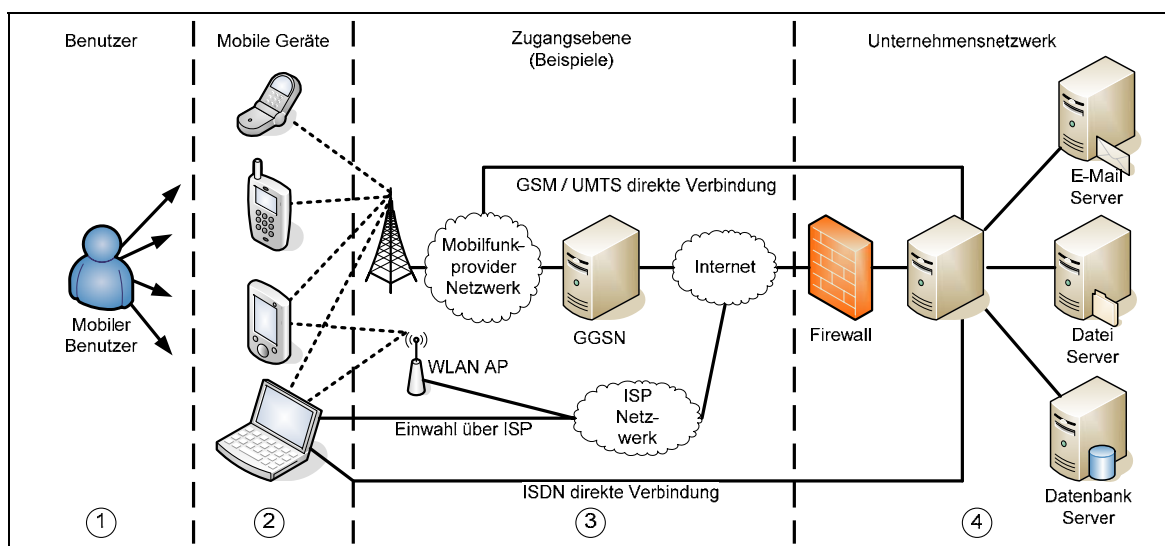 Benutzer
Mobile Geräte
Zugangsebene
(Beispiele)
Unternehmensnetzwerk
GSM / UMTS direkte Verbindung
E-Mail
Server
Mobilfunk-
provider
Netzwerk
Internet
Mobiler
Benutzer
GGSN
Firewall
Datei
Server
WLAN AP
ISP
Netz-
werk
Einwahl über ISP
ISDN direkte Verbindung
Datenbank
Server
1
2
3
4